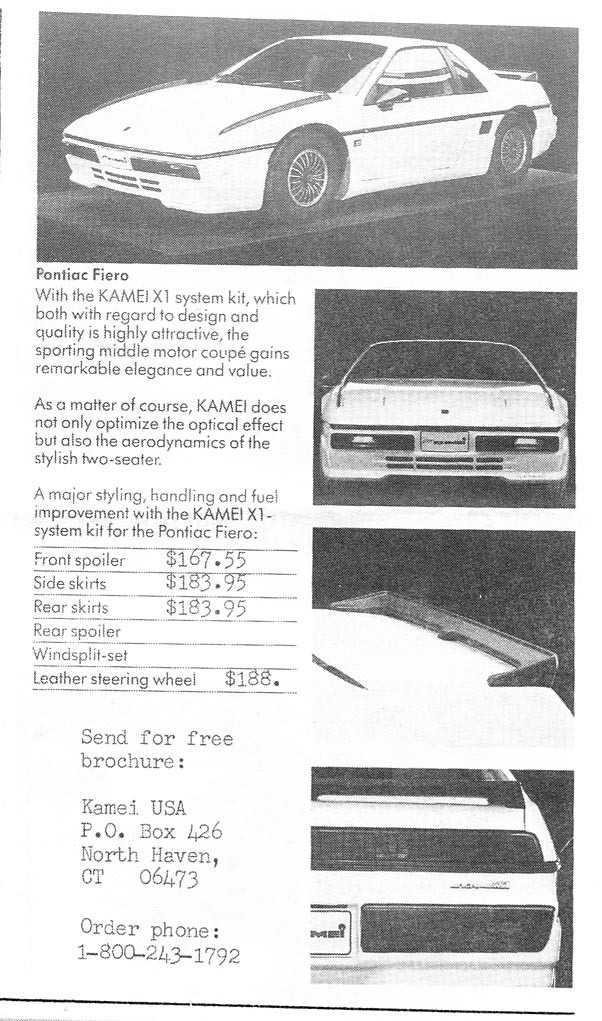 Pontiac Fiero
With the KAMEI X1 system kit, which
both with regard to design and
quality is highly attractive, the
sporting middle motor coupé gains
remarkable elegance and value.
As a matter of course, KAMEI does
not only optimize the optical effect
but also the aerodynamics of the
stylish two-seater.
A major styling, handling and fuel
improvement with the KAMEI X1-
system kit for the Pontiac Fiero:
Front spoiler $167.55
Side skirts $183.95
Rear skirts $183.95
Rear spoiler
Windsplit-set
Leather steering wheel $188.
Send for free
brochure:
Kamei USA
P.O. Box 426
North Haven,
CT 06473
Order phone:
1-800-243-1792